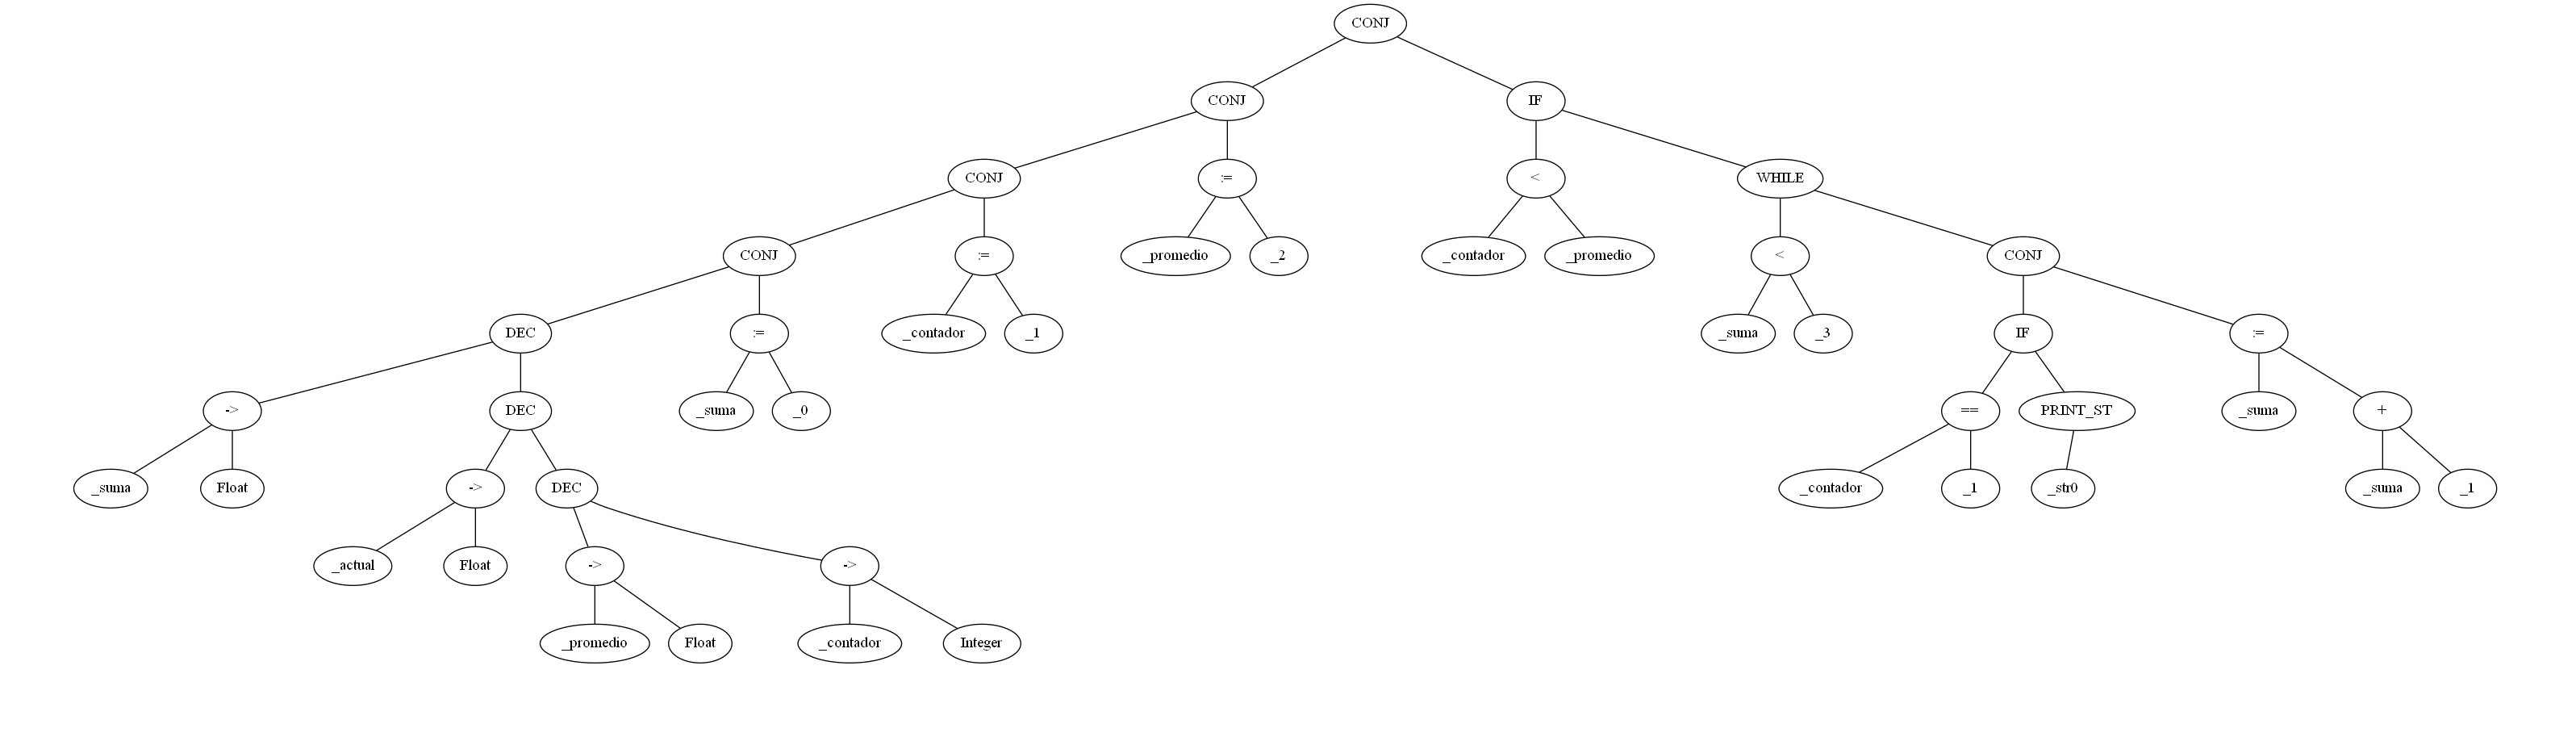 CONJ
CONJ IF
CONJ := < WHILE
CONJ := _promedio _2 _contador _promedio < CONJ
DEC := _contador _1 _suma _3 IF :=
-> DEC _suma _0 == PRINT_ST _suma +
_suma Float -> DEC _contador _1 _str0 _suma _1
_actual Float -> ->
_promedio Float _contador Integer